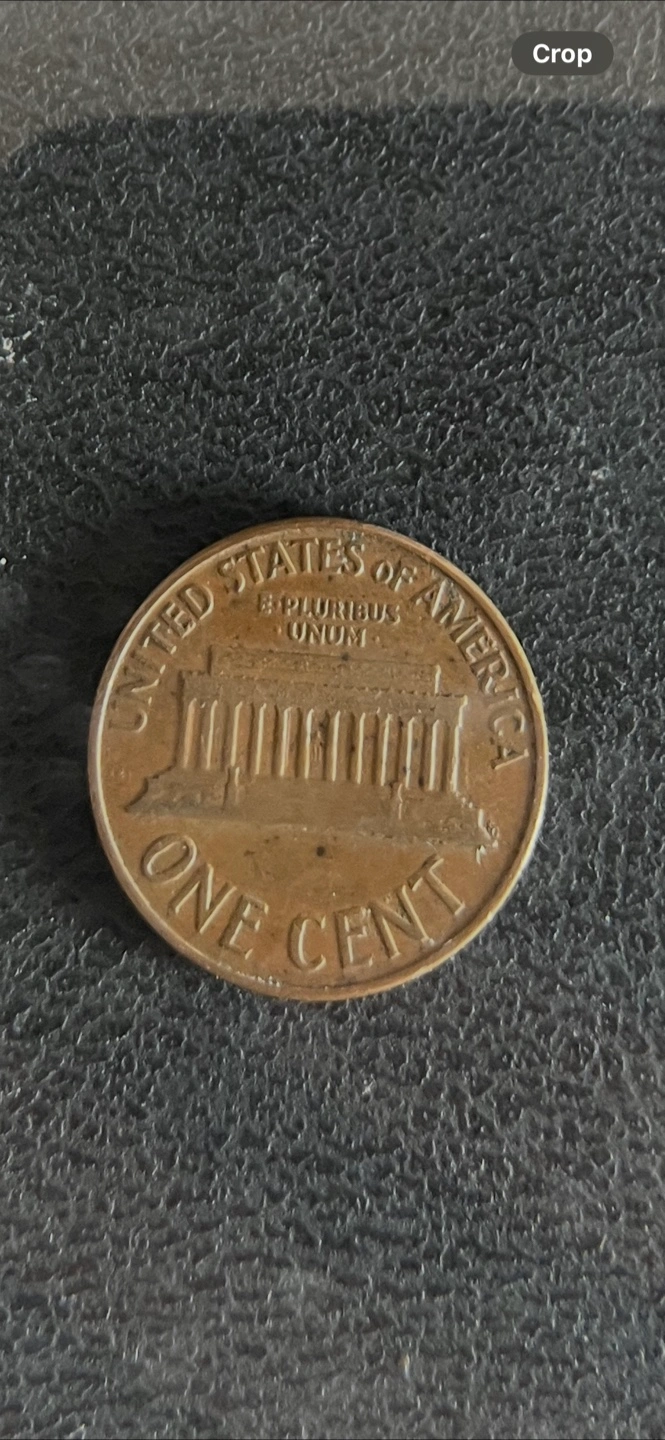 Crop
UNITED STATES OF AMERICA
E·PLURIBUS
·UNUM·
ONE CENT